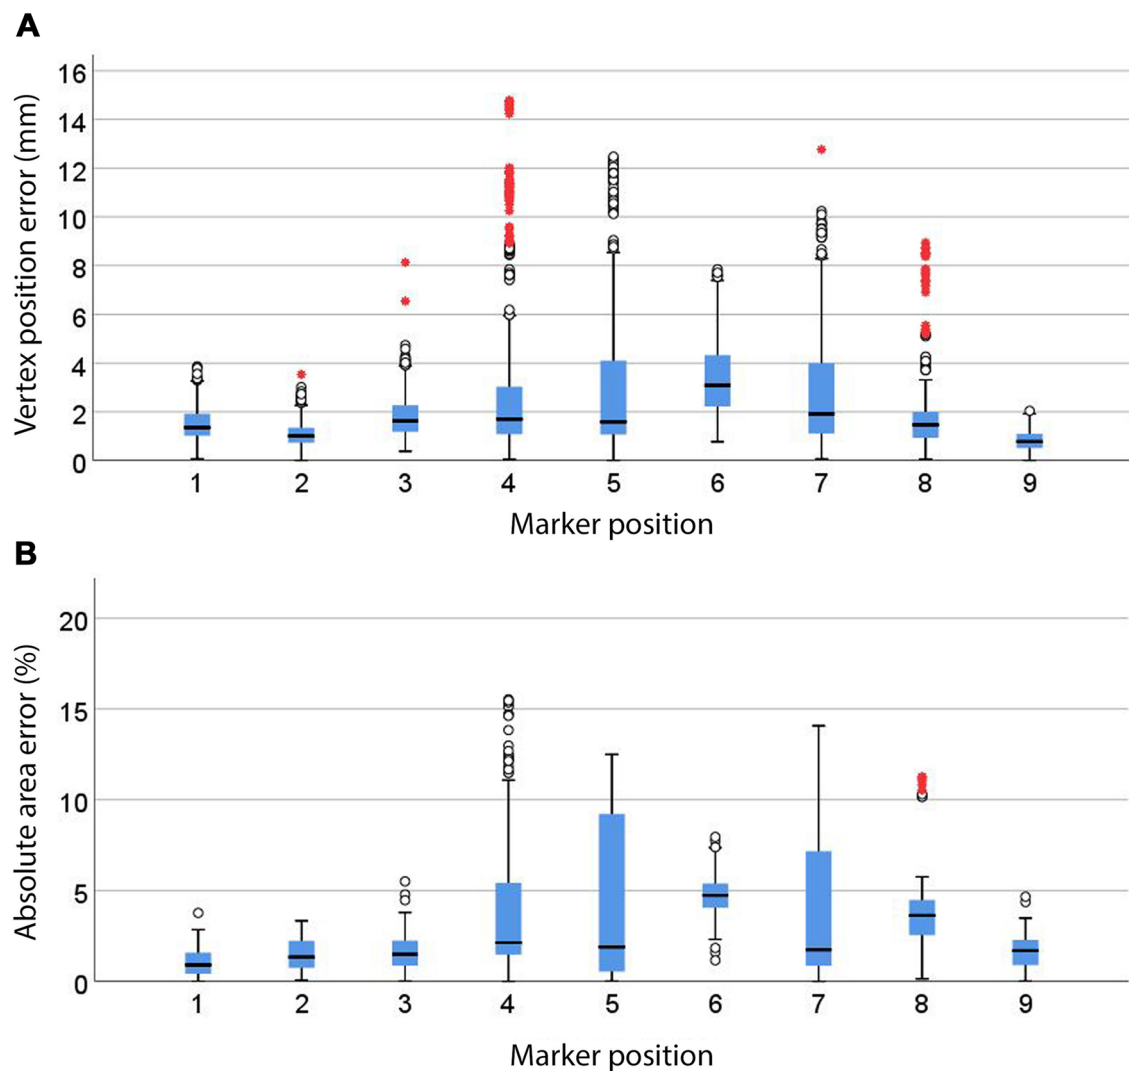 A
Vertex position error (mm)
16
14
12
10
8
6
4
2
0
1 2 3 4 5 6 7 8 9
Marker position
B
Absolute area error (%)
20
15
10
5
0
1 2 3 4 5 6 7 8 9
Marker position